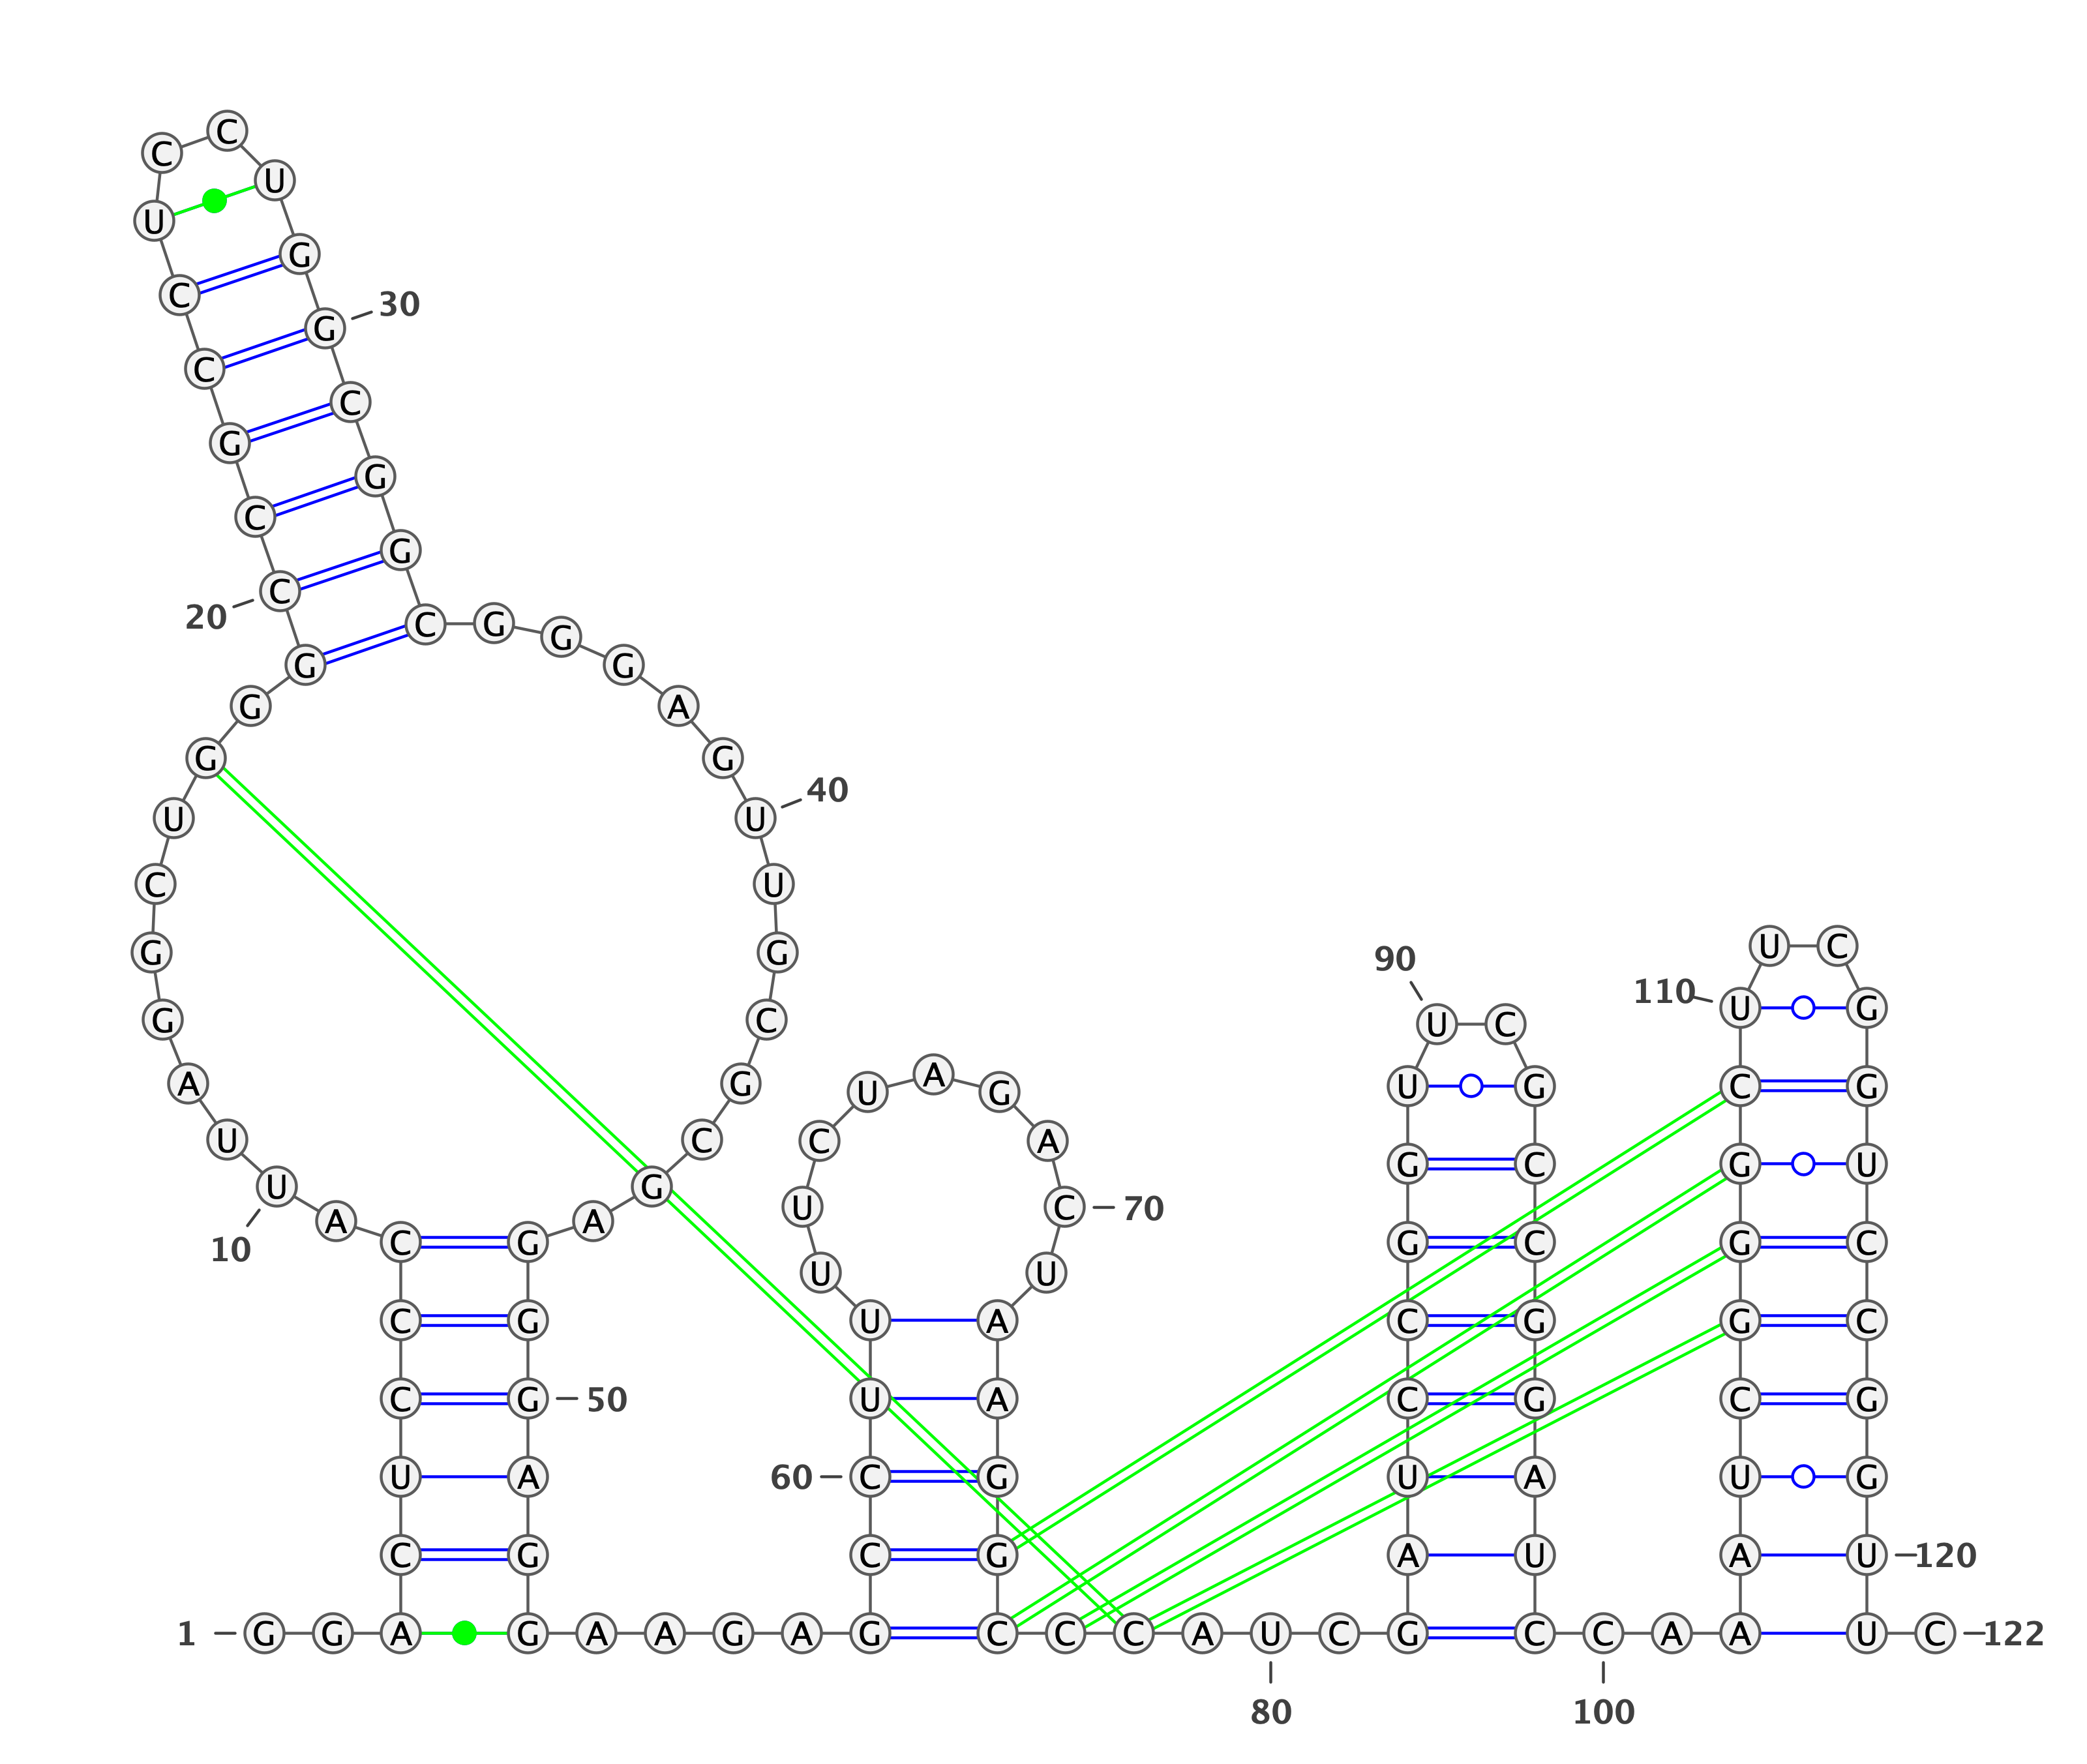 C
C
U
U
G
C 30
G
C
C
G
G
C
G
C
20 C G G
G G
G A
G G
40
U U
C U
U C
G G 90
110 U G
G C U C
A G U A G U G C G
U C C A G C G U
U G U C 70
A A
10 C G U U G C G C
C G U A C G G C
C G 50 U A C G C G
U A 60 C G U A U G
C G C G A U A U 120
1 G G A G A A G A G C C C A U C G C C A A U C 122
80 100